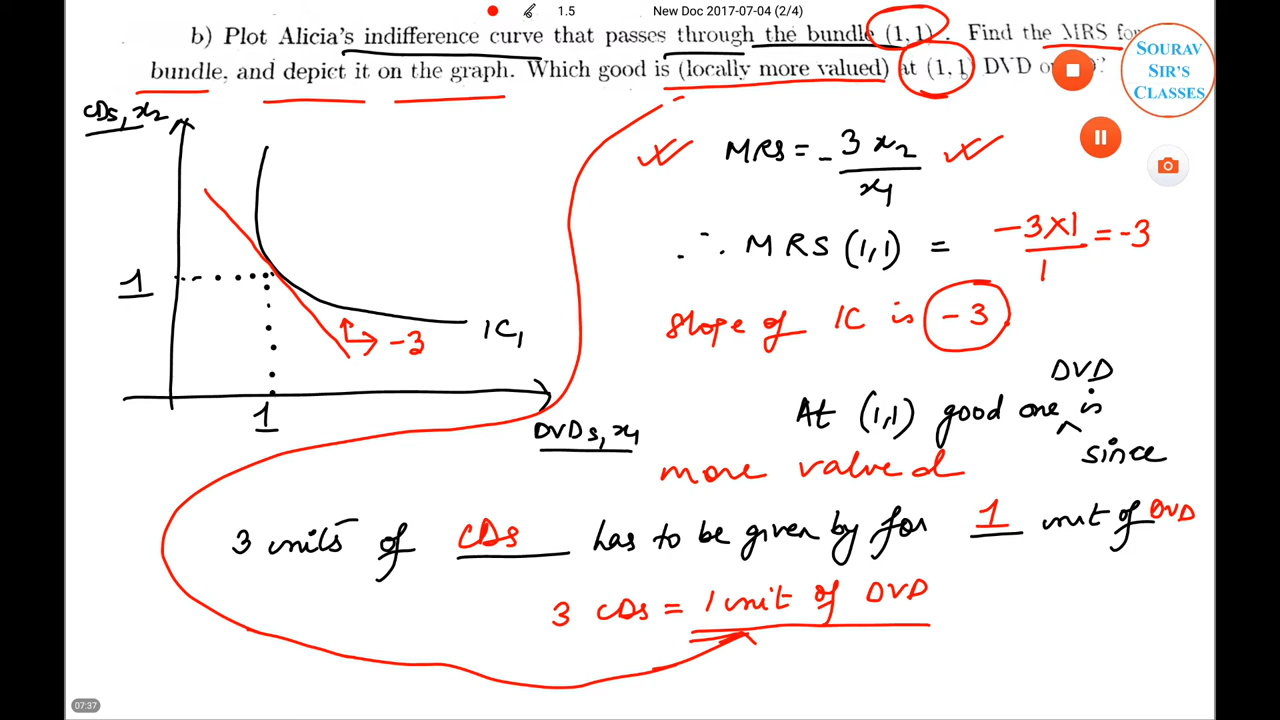 1.5 New Doc 2017-07-04 (2/4)
b) Plot Alicia's indifference curve that passes through the bundle (1,1). Find the MRS for
bundle, and depict it on the graph. Which good is (locally more valued) at (1,1) DVD or
SOURAV
SIR'S
CLASSES
CDs, x2
MRS = - 3 x2 / x1
∴ MRS (1,1) = -3×1 / 1 = -3
1
slope of IC is -3
IC1
-3
1
DVDs, x1
DVD
At (1,1) good one ^ is
more valued since
3 units of CDs has to be given by for 1 unit of DVD
3 CDs = 1 unit of DVD
07:37